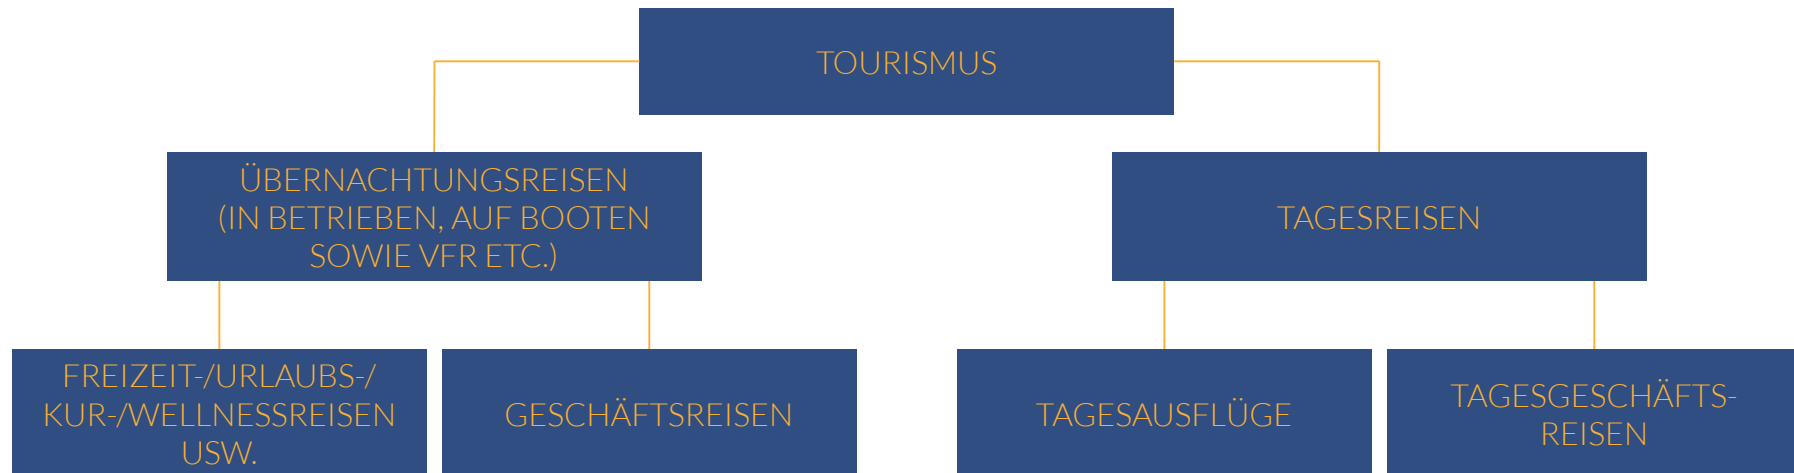 TOURISMUS
ÜBERNACHTUNGSREISEN
(IN BETRIEBEN, AUF BOOTEN
SOWIE VFR ETC.)
TAGESREISEN
FREIZEIT-/URLAUBS-/
KUR-/WELLNESSREISEN
USW.
GESCHÄFTSREISEN
TAGESAUSFLÜGE
TAGESGESCHÄFTS-
REISEN